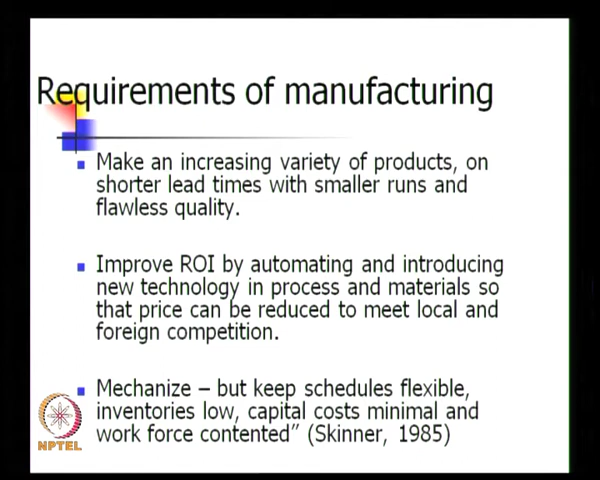 Requirements of manufacturing
Make an increasing variety of products, on
shorter lead times with smaller runs and
flawless quality.
Improve ROI by automating and introducing
new technology in process and materials so
that price can be reduced to meet local and
foreign competition.
Mechanize – but keep schedules flexible,
inventories low, capital costs minimal and
work force contented” (Skinner, 1985)
NPTEL